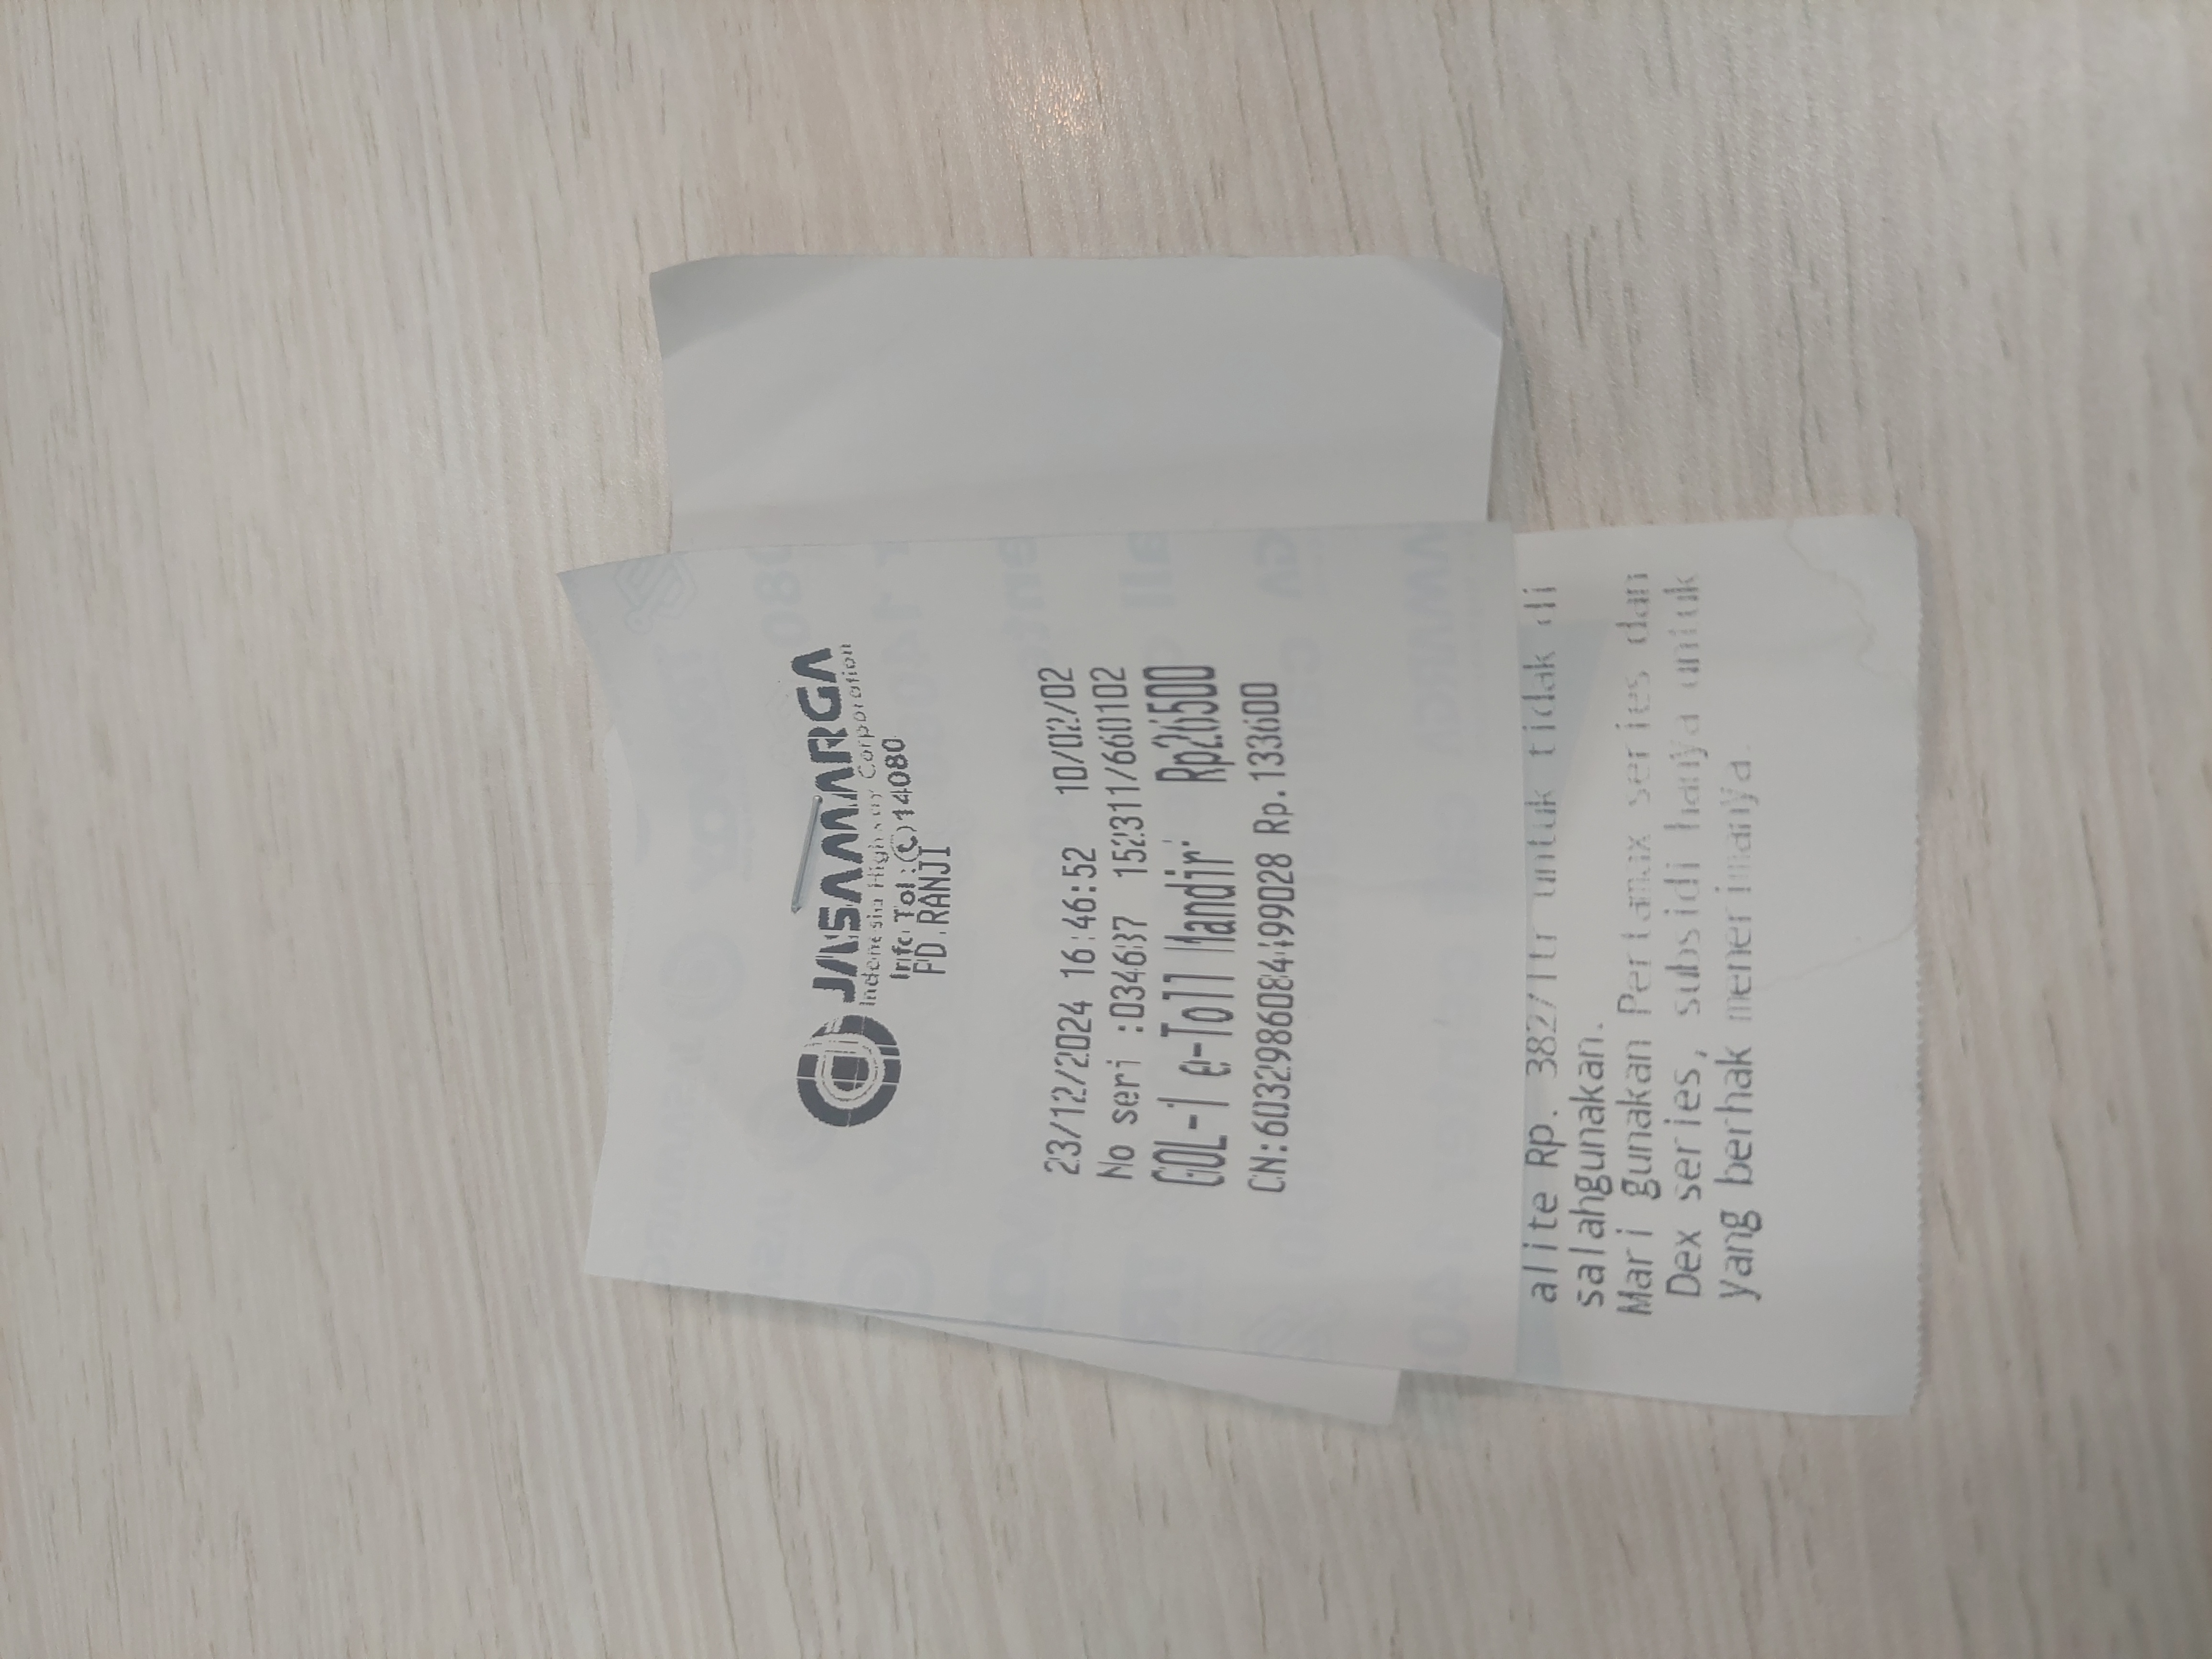 JASAMARGA
Indonesia Highway Corporation
Info Tol : (C) 14080
PD.RANJI
23/12/2024 16:46:52 10/02/02
No seri :034637 152311/660102
GOL-1 e-Toll Mandiri Rp26500
CN:6032986084499028 Rp.133600
alite Rp. 382/ltr untuk tidak di
salahgunakan.
Mari gunakan Pertamax series dan
Dex series, subsidi hanya untuk
yang berhak menerimanya.